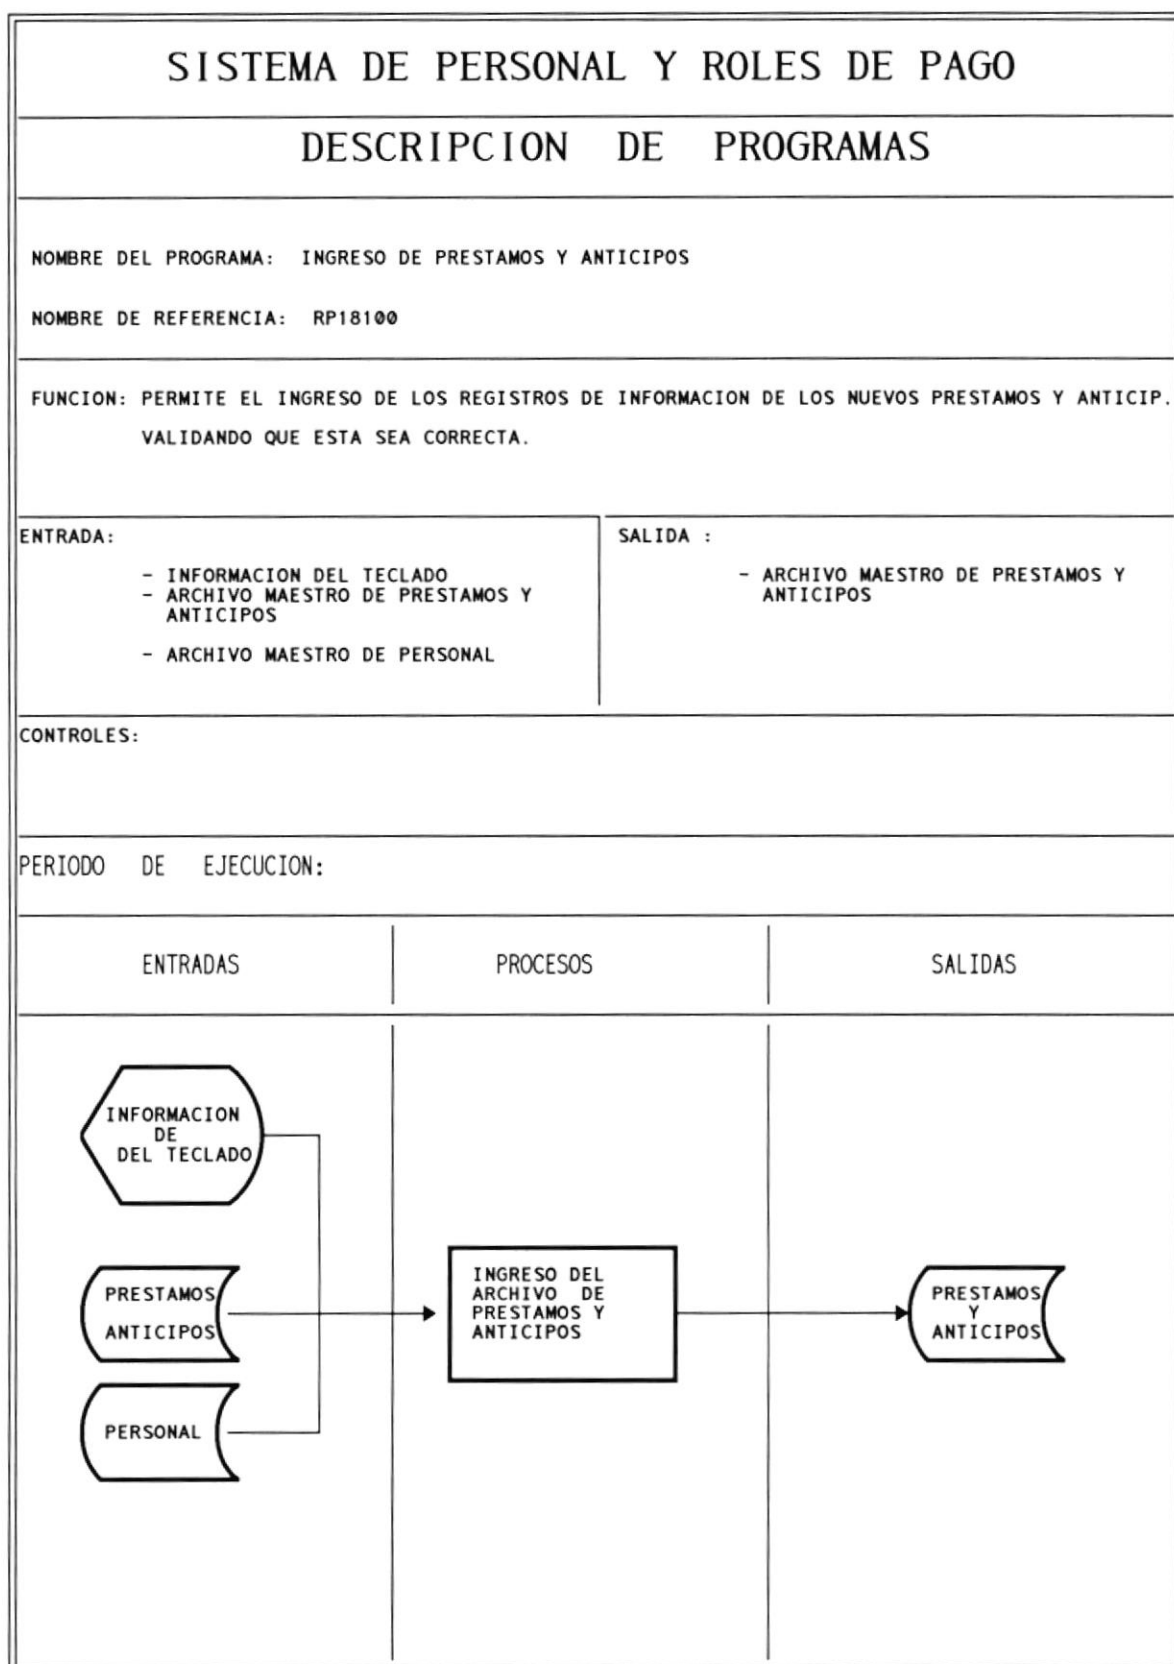 SISTEMA DE PERSONAL Y ROLES DE PAGO
DESCRIPCION DE PROGRAMAS
NOMBRE DEL PROGRAMA: INGRESO DE PRESTAMOS Y ANTICIPOS
NOMBRE DE REFERENCIA: RP18100
FUNCION: PERMITE EL INGRESO DE LOS REGISTROS DE INFORMACION DE LOS NUEVOS PRESTAMOS Y ANTICIP.
VALIDANDO QUE ESTA SEA CORRECTA.
ENTRADA:
- INFORMACION DEL TECLADO
- ARCHIVO MAESTRO DE PRESTAMOS Y
ANTICIPOS
- ARCHIVO MAESTRO DE PERSONAL
SALIDA :
- ARCHIVO MAESTRO DE PRESTAMOS Y
ANTICIPOS
CONTROLES:
PERIODO DE EJECUCION:
ENTRADAS
PROCESOS
SALIDAS
INFORMACION
DE
DEL TECLADO
PRESTAMOS
ANTICIPOS
PERSONAL
INGRESO DEL
ARCHIVO DE
PRESTAMOS Y
ANTICIPOS
PRESTAMOS
Y
ANTICIPOS